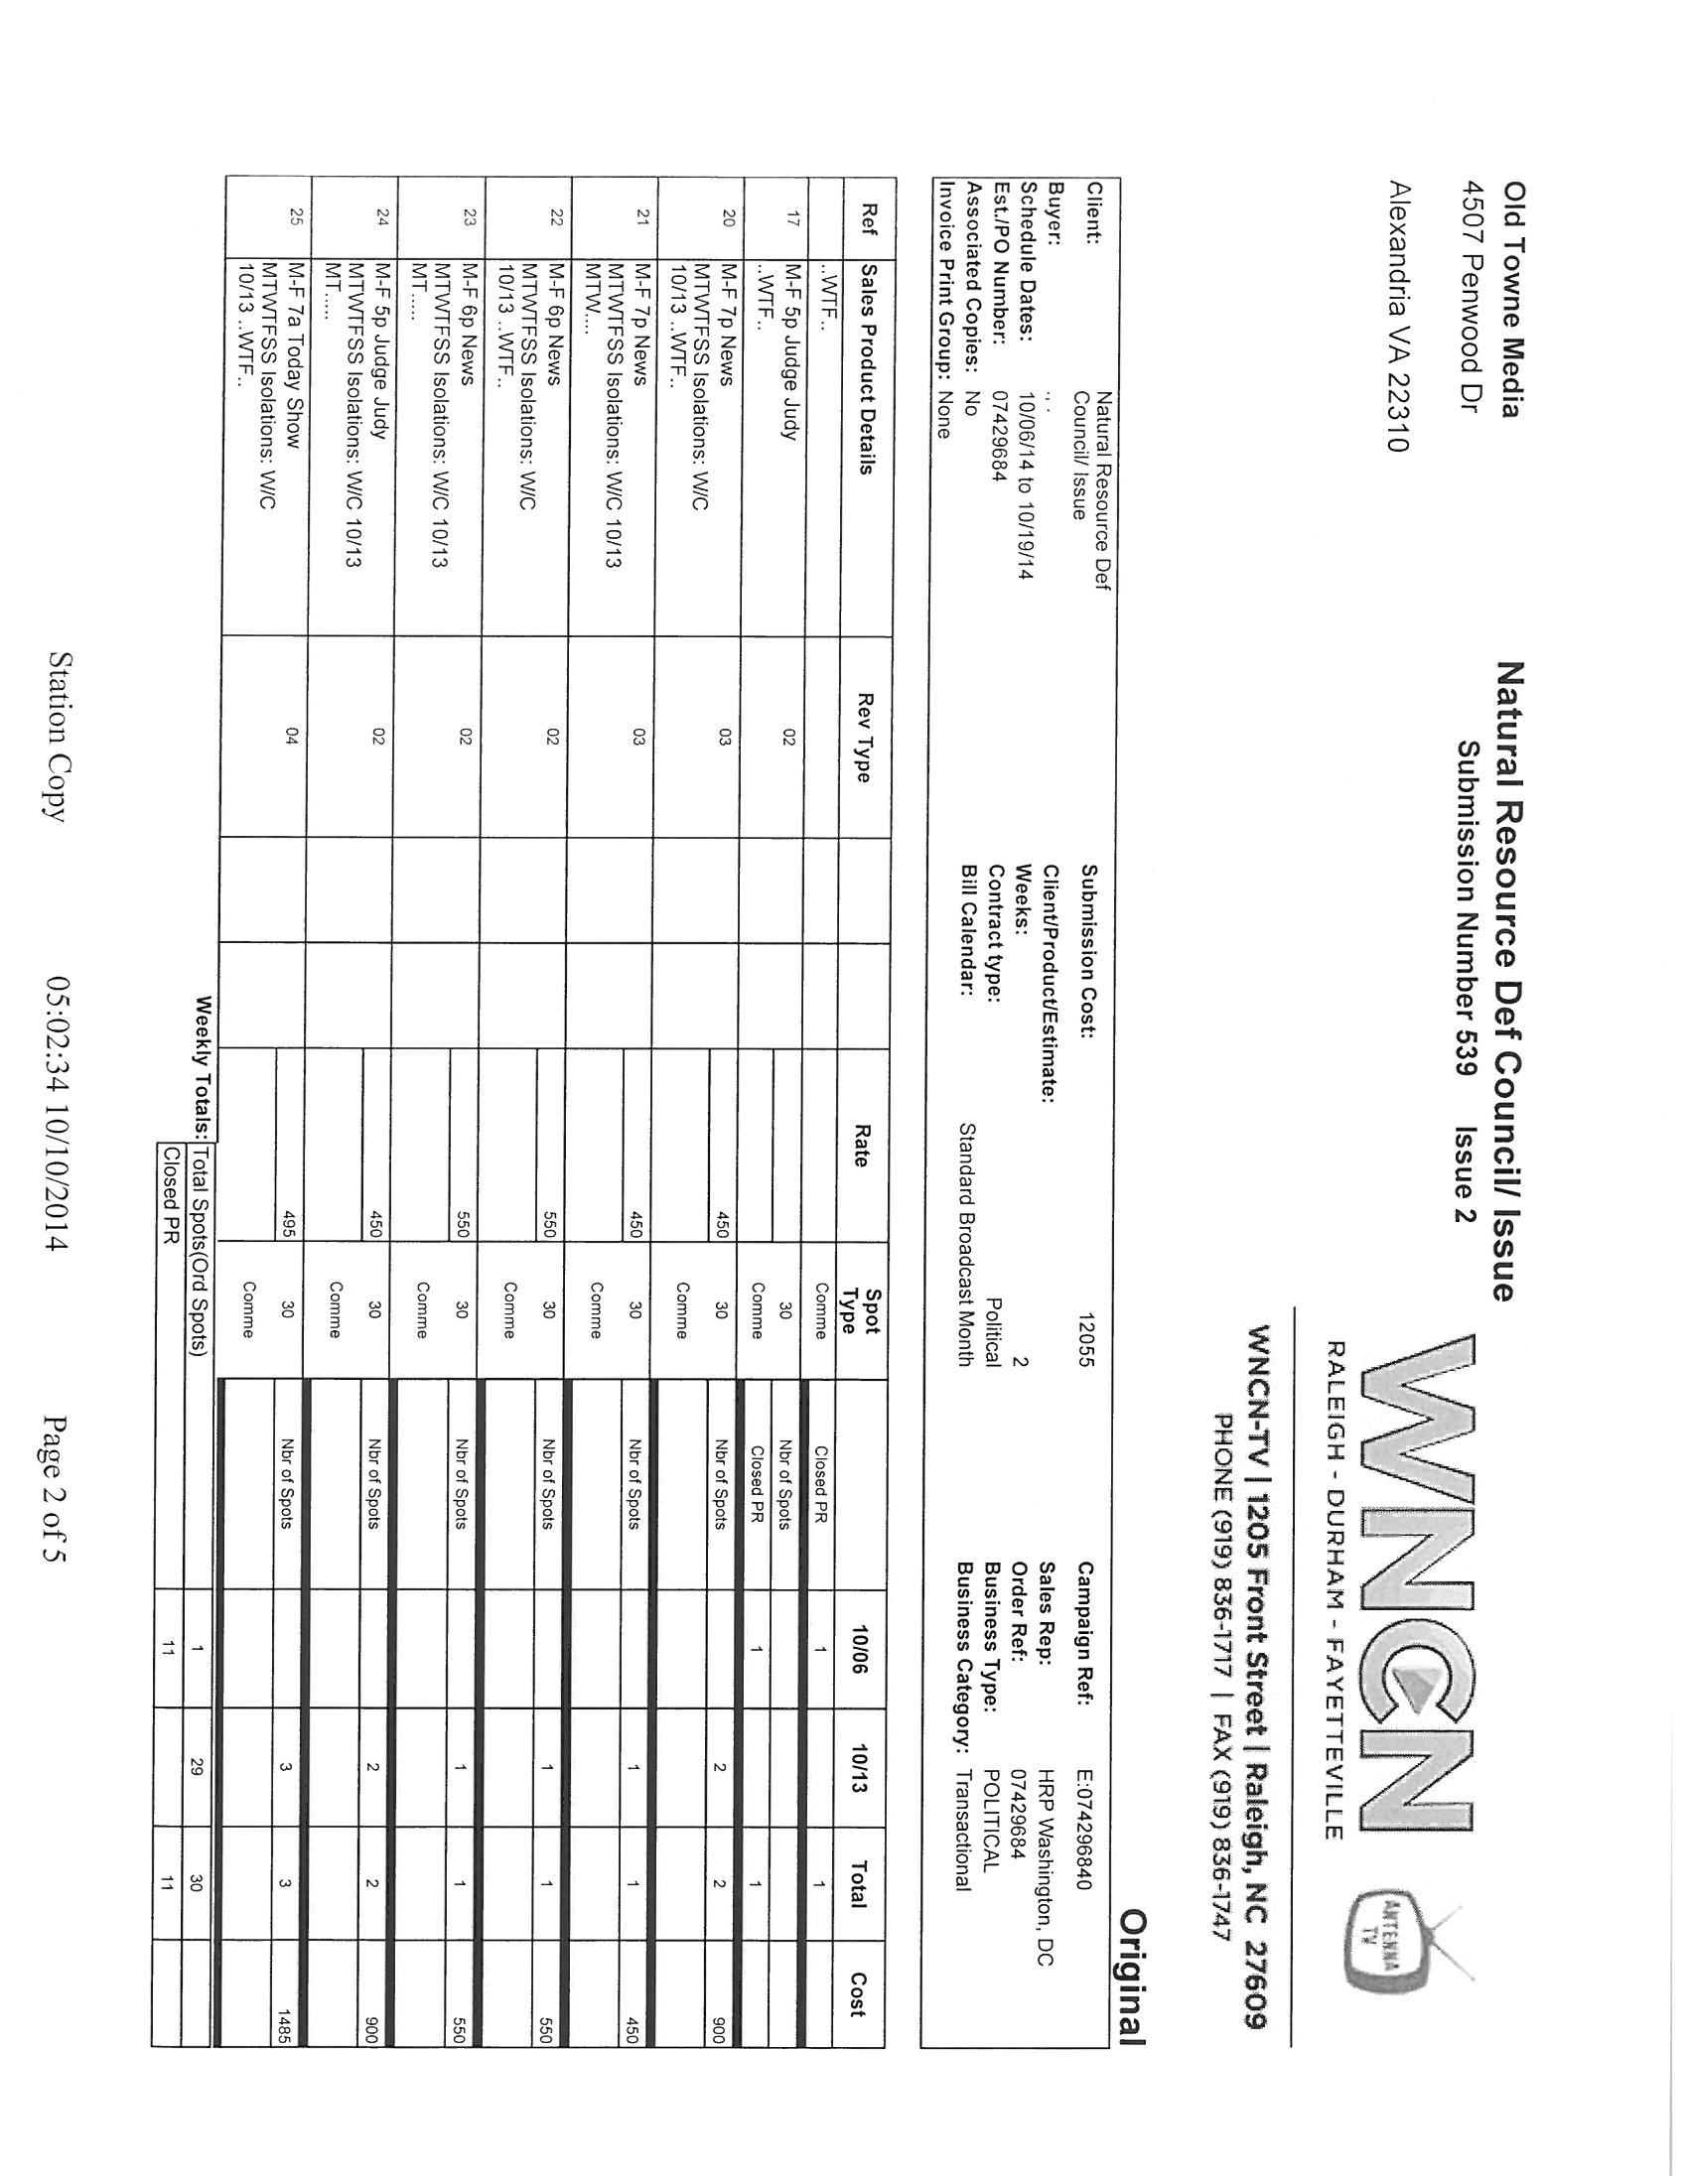 Old Towne Media
4507 Penwood Dr
Alexandria VA 22310
Natural Resource Def Council/ Issue
Submission Number 539 Issue 2
WNCN
RALEIGH - DURHAM - FAYETTEVILLE
ANTENNA
TV
WNCN-TV | 1205 Front Street | Raleigh, NC 27609
PHONE (919) 836-1717 | FAX (919) 836-1747
Original
Client: Natural Resource Def
Council/ Issue
Buyer: ., .
Schedule Dates: 10/06/14 to 10/19/14
Est./PO Number: 07429684
Associated Copies: No
Invoice Print Group: None
Submission Cost: 12055
Client/Product/Estimate:
Weeks: 2
Contract type: Political
Bill Calendar: Standard Broadcast Month
Campaign Ref: E:074296840
Sales Rep: HRP Washington, DC
Order Ref: 07429684
Business Type: POLITICAL
Business Category: Transactional
Ref Sales Product Details Rev Type Rate Spot Type 10/06 10/13 Total Cost
..WTF.. Comme Closed PR 1 1
17 M-F 5p Judge Judy 02 30 Nbr of Spots
..WTF.. Comme Closed PR 1 1
20 M-F 7p News 03 450 30 Nbr of Spots 2 2 900
MTWTFSS Isolations: W/C Comme
10/13 ..WTF..
21 M-F 7p News 03 450 30 Nbr of Spots 1 1 450
MTWTFSS Isolations: W/C 10/13 Comme
MTW....
22 M-F 6p News 02 550 30 Nbr of Spots 1 1 550
MTWTFSS Isolations: W/C Comme
10/13 ..WTF..
23 M-F 6p News 02 550 30 Nbr of Spots 1 1 550
MTWTFSS Isolations: W/C 10/13 Comme
MT.....
24 M-F 5p Judge Judy 02 450 30 Nbr of Spots 2 2 900
MTWTFSS Isolations: W/C 10/13 Comme
MT.....
25 M-F 7a Today Show 04 495 30 Nbr of Spots 3 3 1485
MTWTFSS Isolations: W/C Comme
10/13 ..WTF..
Weekly Totals: Total Spots(Ord Spots) 1 29 30
Closed PR 11 11
Station Copy 05:02:34 10/10/2014 Page 2 of 5